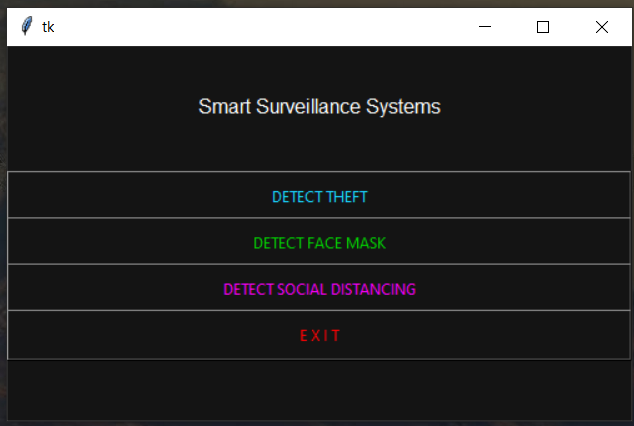 tk
Smart Surveillance Systems
DETECT THEFT
DETECT FACE MASK
DETECT SOCIAL DISTANCING
E X I T